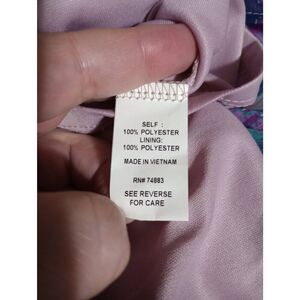 SELF :
100% POLYESTER
LINING:
100% POLYESTER
MADE IN VIETNAM
RN# 74883
SEE REVERSE
FOR CARE